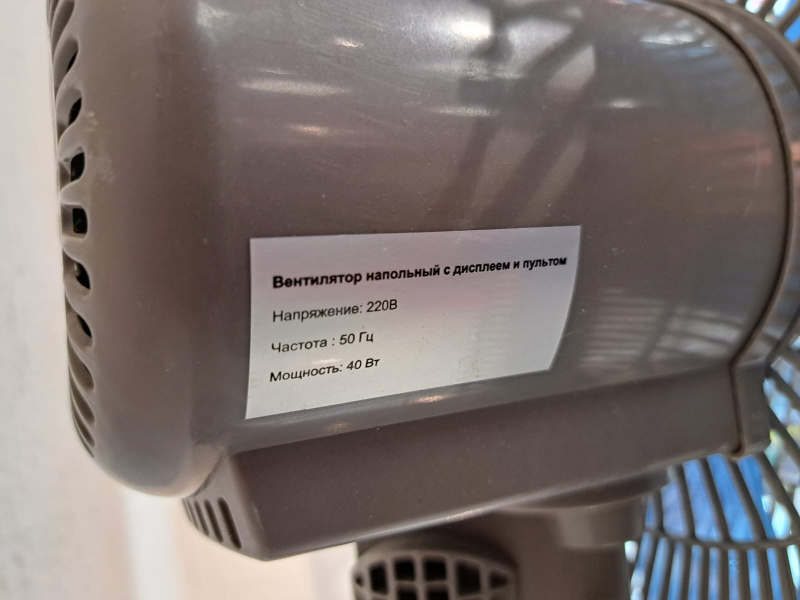 Вентилятор напольный с дисплеем и пультом
Напряжение: 220В
Частота : 50 Гц
Мощность: 40 Вт